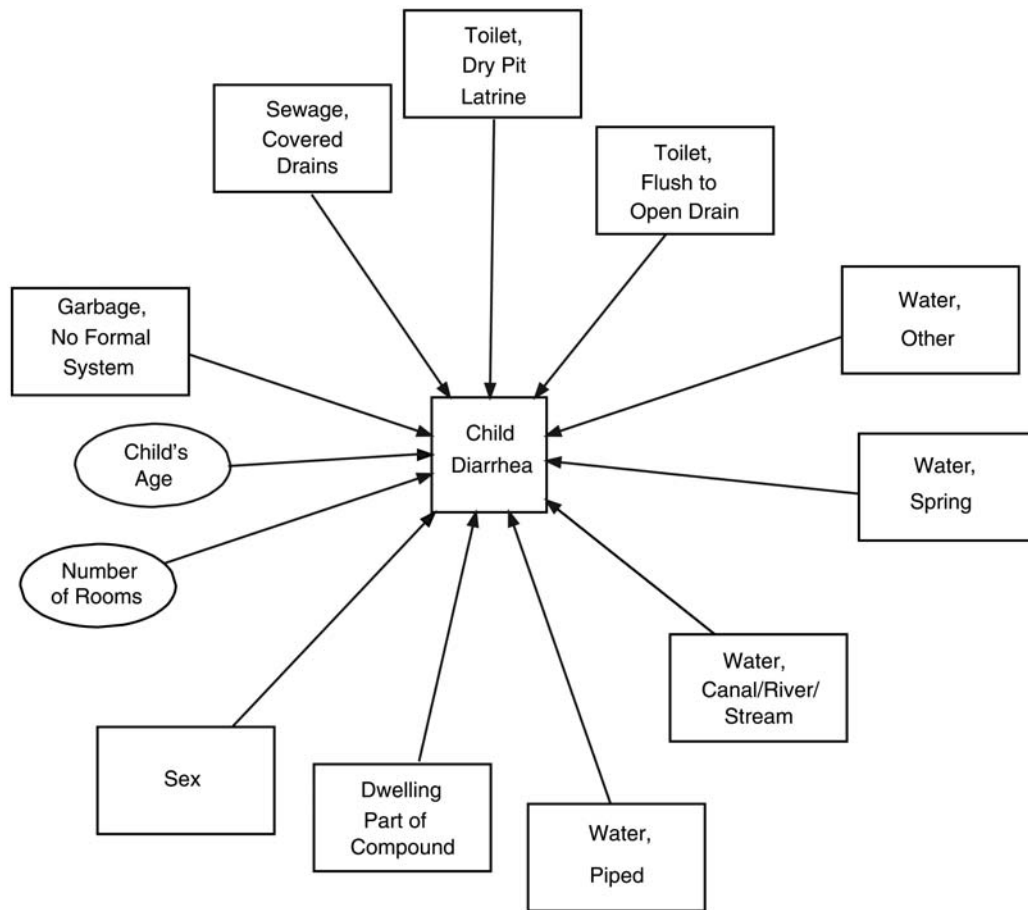 Toilet,
Dry Pit
Latrine
Sewage,
Covered
Drains
Toilet,
Flush to
Open Drain
Garbage,
No Formal
System
Water,
Other
Child
Diarrhea
Child's
Age
Water,
Spring
Number
of Rooms
Water,
Canal/River/
Stream
Sex
Dwelling
Part of
Compound
Water,
Piped